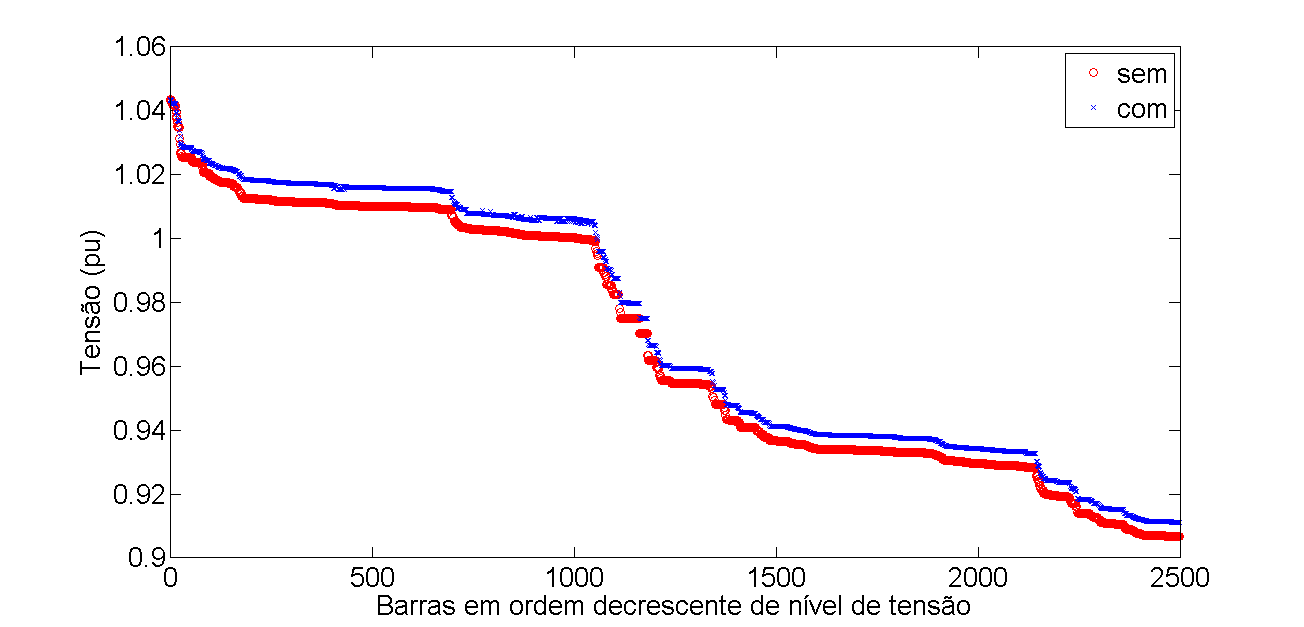 1.06
1.04
1.02
1
0.98
0.96
0.94
0.92
0.9
Tensão (pu)
sem
com
0 500 1000 1500 2000 2500
Barras em ordem decrescente de nível de tensão